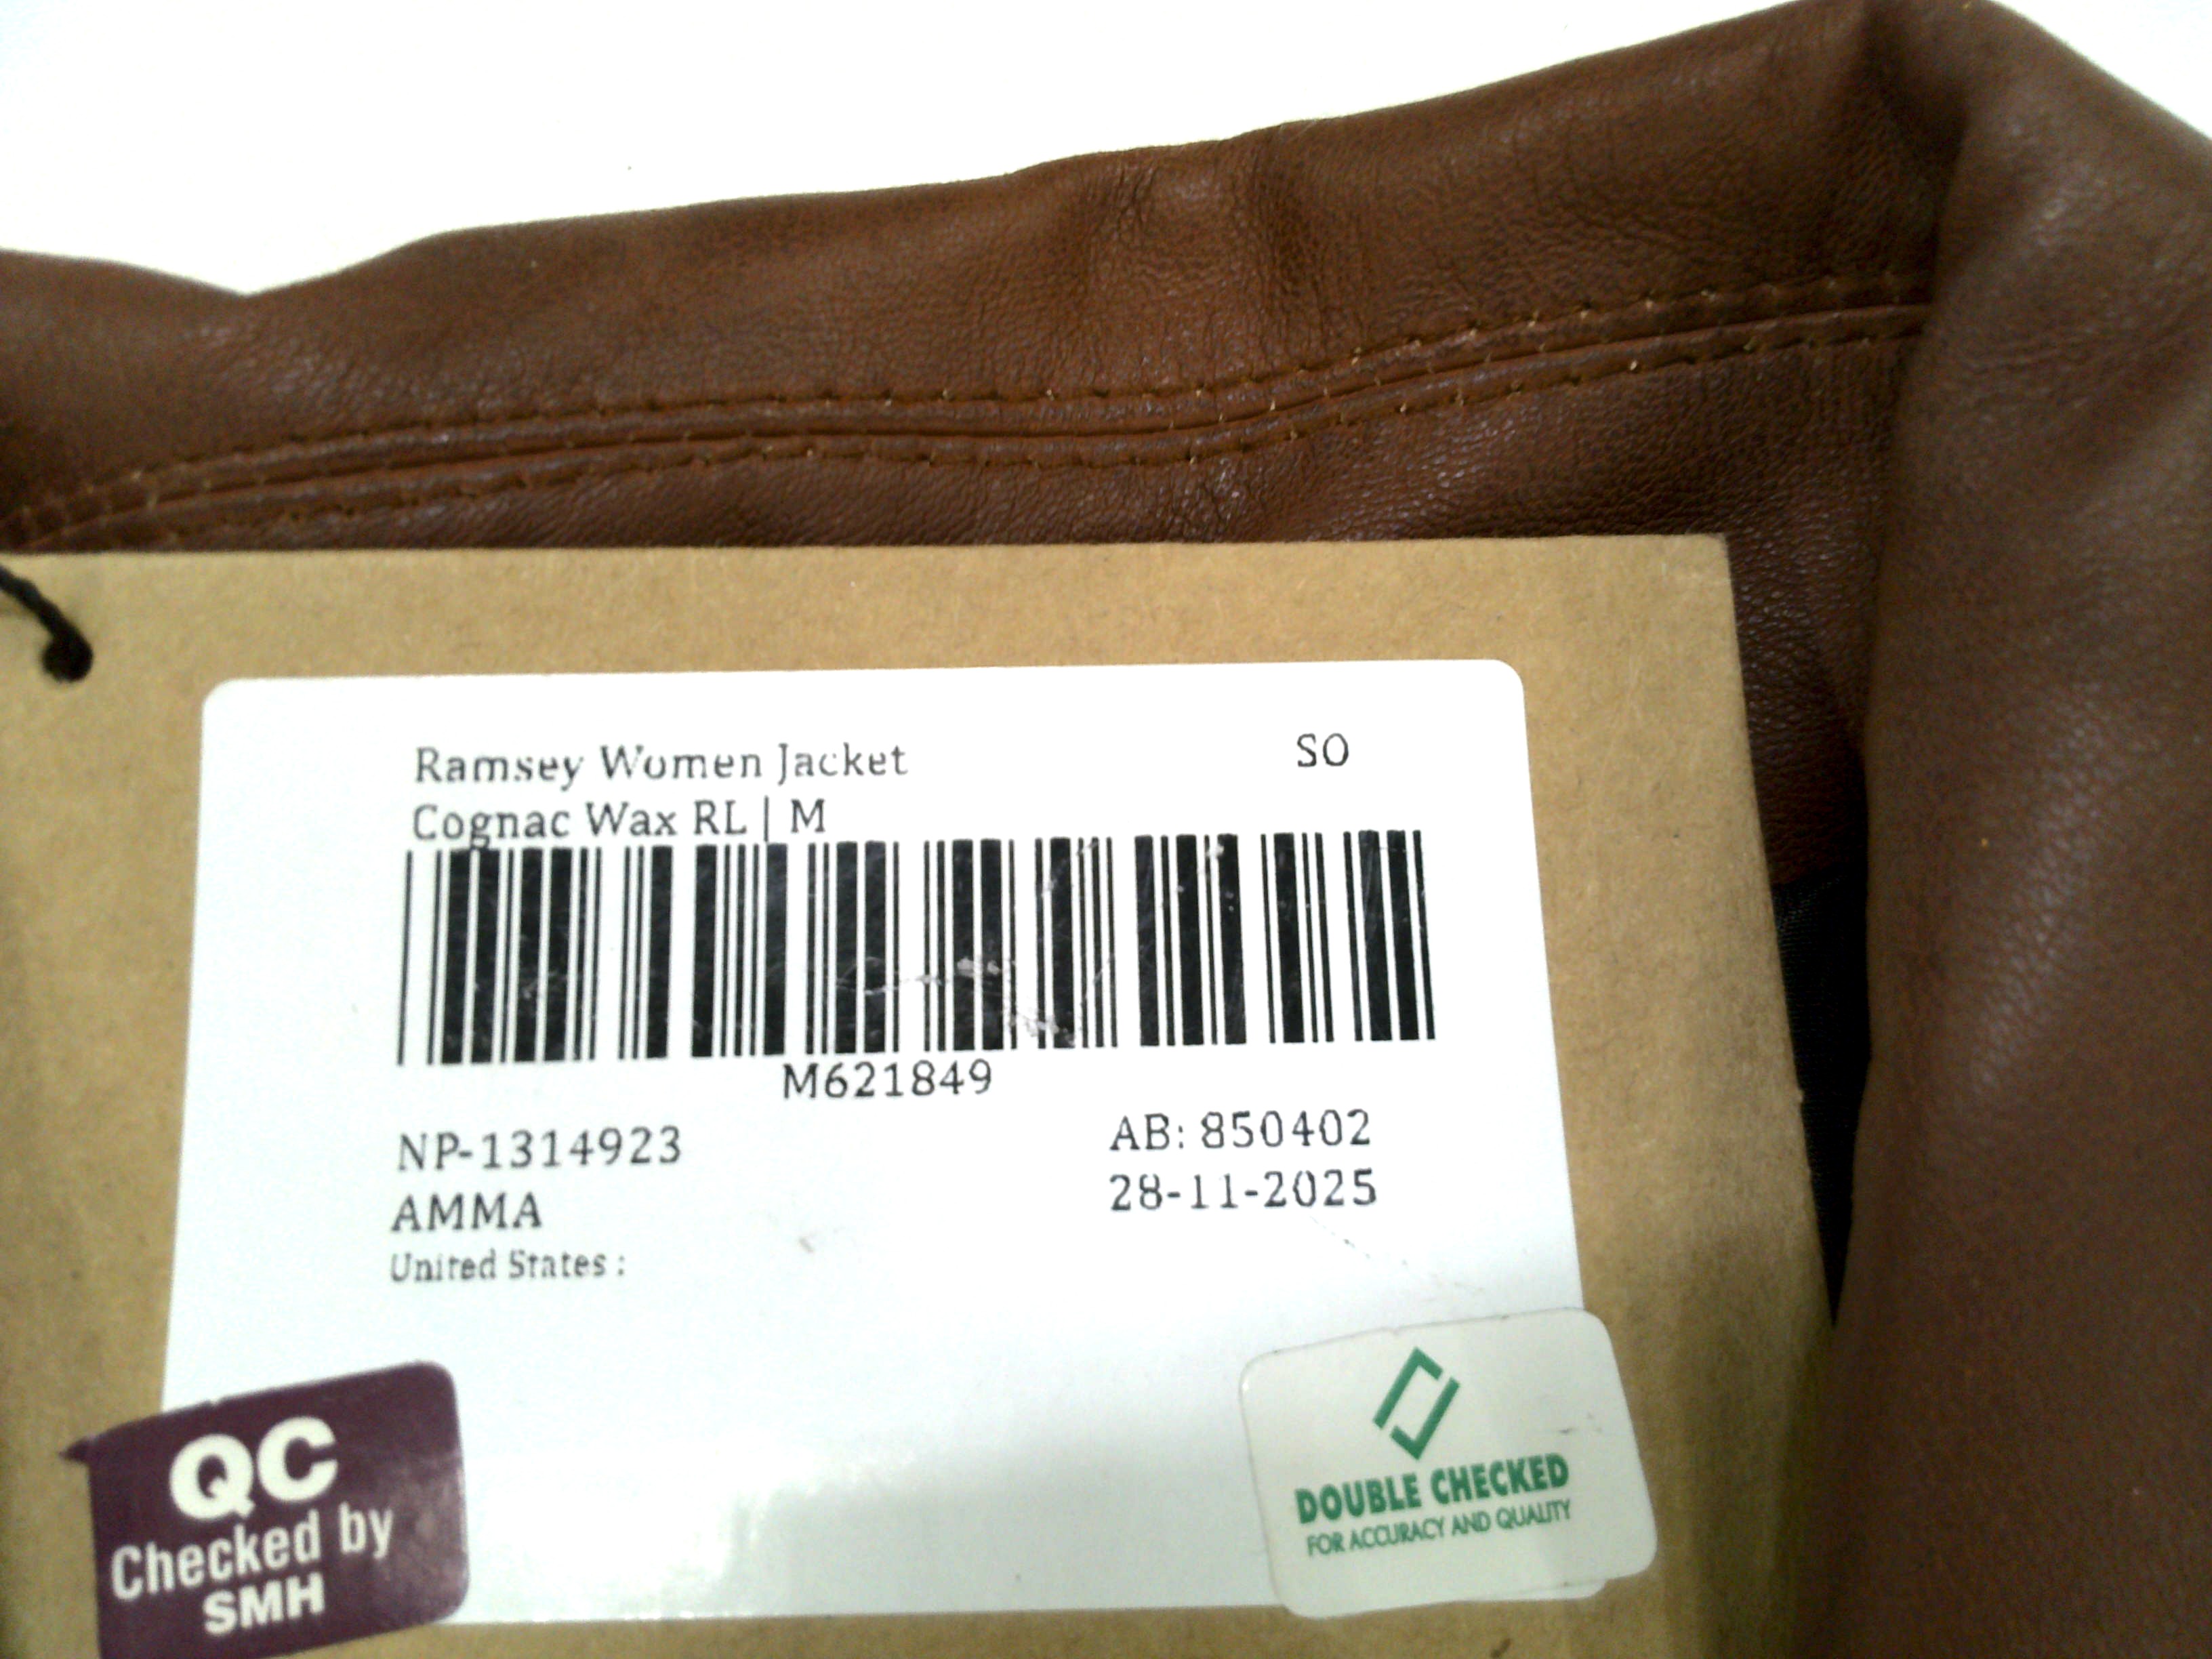 Ramsey Women Jacket SO
Cognac Wax RL | M
M621849
NP-1314923 AB: 850402
AMMA 28-11-2025
United States :
QC
Checked by
SMH
DOUBLE CHECKED
FOR ACCURACY AND QUALITY